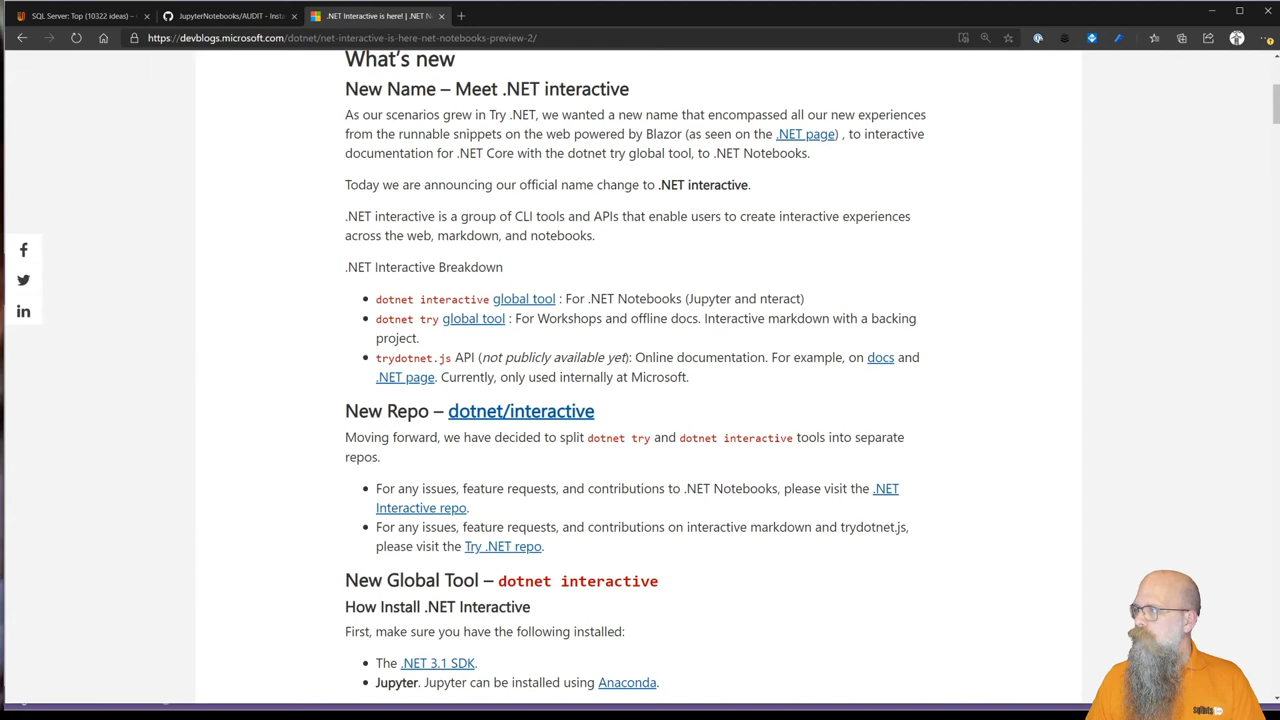 SQL Server: Top (10322 ideas) –
JupyterNotebooks/AUDIT - Insta
.NET Interactive is here! | .NET N
https://devblogs.microsoft.com/dotnet/net-interactive-is-here-net-notebooks-preview-2/
What's new
New Name – Meet .NET interactive
As our scenarios grew in Try .NET, we wanted a new name that encompassed all our new experiences
from the runnable snippets on the web powered by Blazor (as seen on the .NET page) , to interactive
documentation for .NET Core with the dotnet try global tool, to .NET Notebooks.
Today we are announcing our official name change to .NET interactive.
.NET interactive is a group of CLI tools and APIs that enable users to create interactive experiences
across the web, markdown, and notebooks.
.NET Interactive Breakdown
dotnet interactive global tool : For .NET Notebooks (Jupyter and nteract)
dotnet try global tool : For Workshops and offline docs. Interactive markdown with a backing
project.
trydotnet.js API (not publicly available yet): Online documentation. For example, on docs and
.NET page. Currently, only used internally at Microsoft.
New Repo – dotnet/interactive
Moving forward, we have decided to split dotnet try and dotnet interactive tools into separate
repos.
For any issues, feature requests, and contributions to .NET Notebooks, please visit the .NET
Interactive repo.
For any issues, feature requests, and contributions on interactive markdown and trydotnet.js,
please visit the Try .NET repo.
New Global Tool – dotnet interactive
How Install .NET Interactive
First, make sure you have the following installed:
The .NET 3.1 SDK.
Jupyter. Jupyter can be installed using Anaconda.